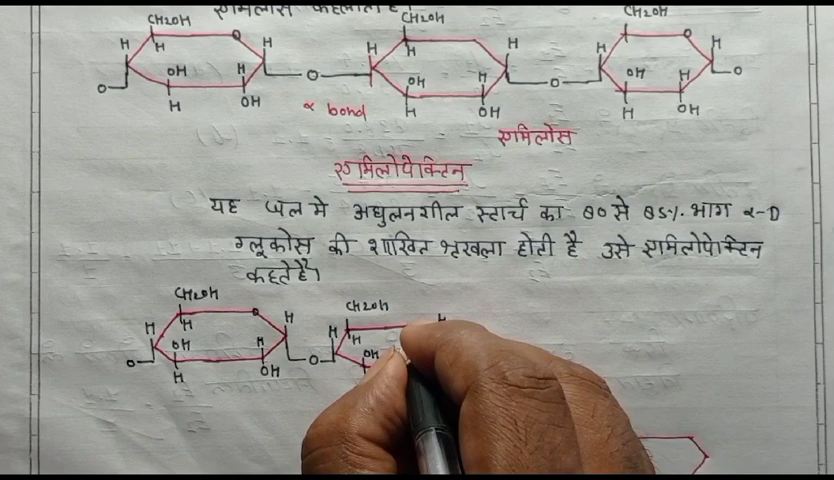 एमिलोस कहलाता है।
CH2OH CH2OH CH2OH
H H O H H H H H H O H
O OH H O OH H O OH H O
H OH α bond H OH H OH
एमिलोस
एमिलोपेक्टिन
यह जल मे अघुलनशील स्टार्च का 80 से 85% भाग α-D
ग्लूकोस की शाखित श्रृखला होती है उसे एमिलोपेक्टिन
कहते है।
CH2OH CH2OH
H H O H H H H
O OH H O OH
H OH